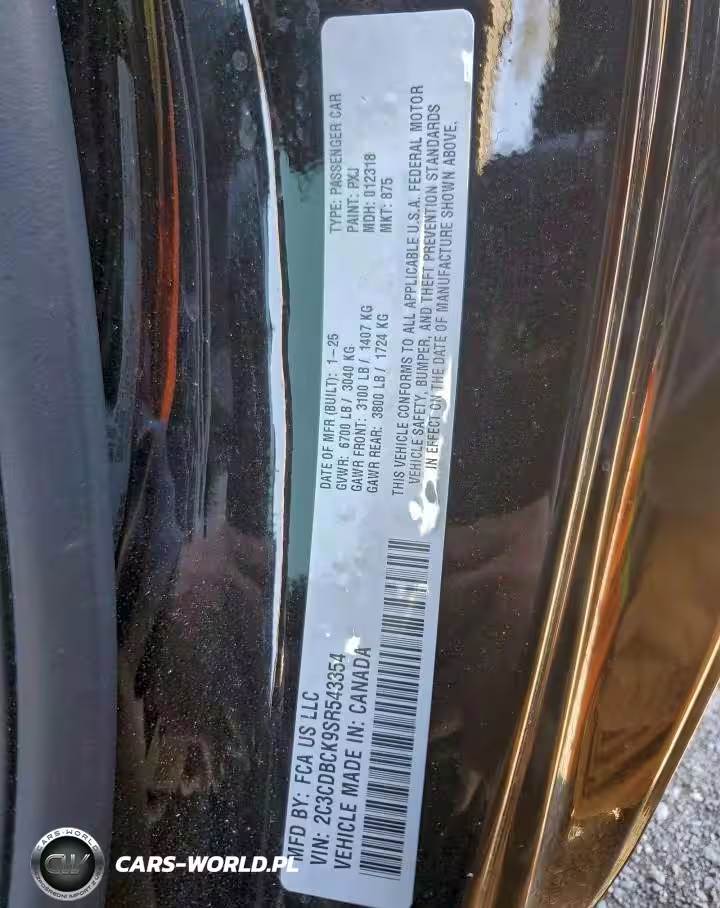 MFD BY: FCA US LLC
VIN: 2C3CDBCK9SR543354
VEHICLE MADE IN: CANADA
DATE OF MFR (BUILT): 1-25
GVWR: 6700 LB / 3040 KG
GAWR FRONT: 3100 LB / 1407 KG
GAWR REAR: 3800 LB / 1724 KG
TYPE: PASSENGER CAR
PAINT: PXJ
MDH: 012318
MKT: 875
THIS VEHICLE CONFORMS TO ALL APPLICABLE U.S.A. FEDERAL MOTOR
VEHICLE SAFETY, BUMPER, AND THEFT PREVENTION STANDARDS
IN EFFECT ON THE DATE OF MANUFACTURE SHOWN ABOVE.
CARS-WORLD
CW
CARS-WORLD.PL